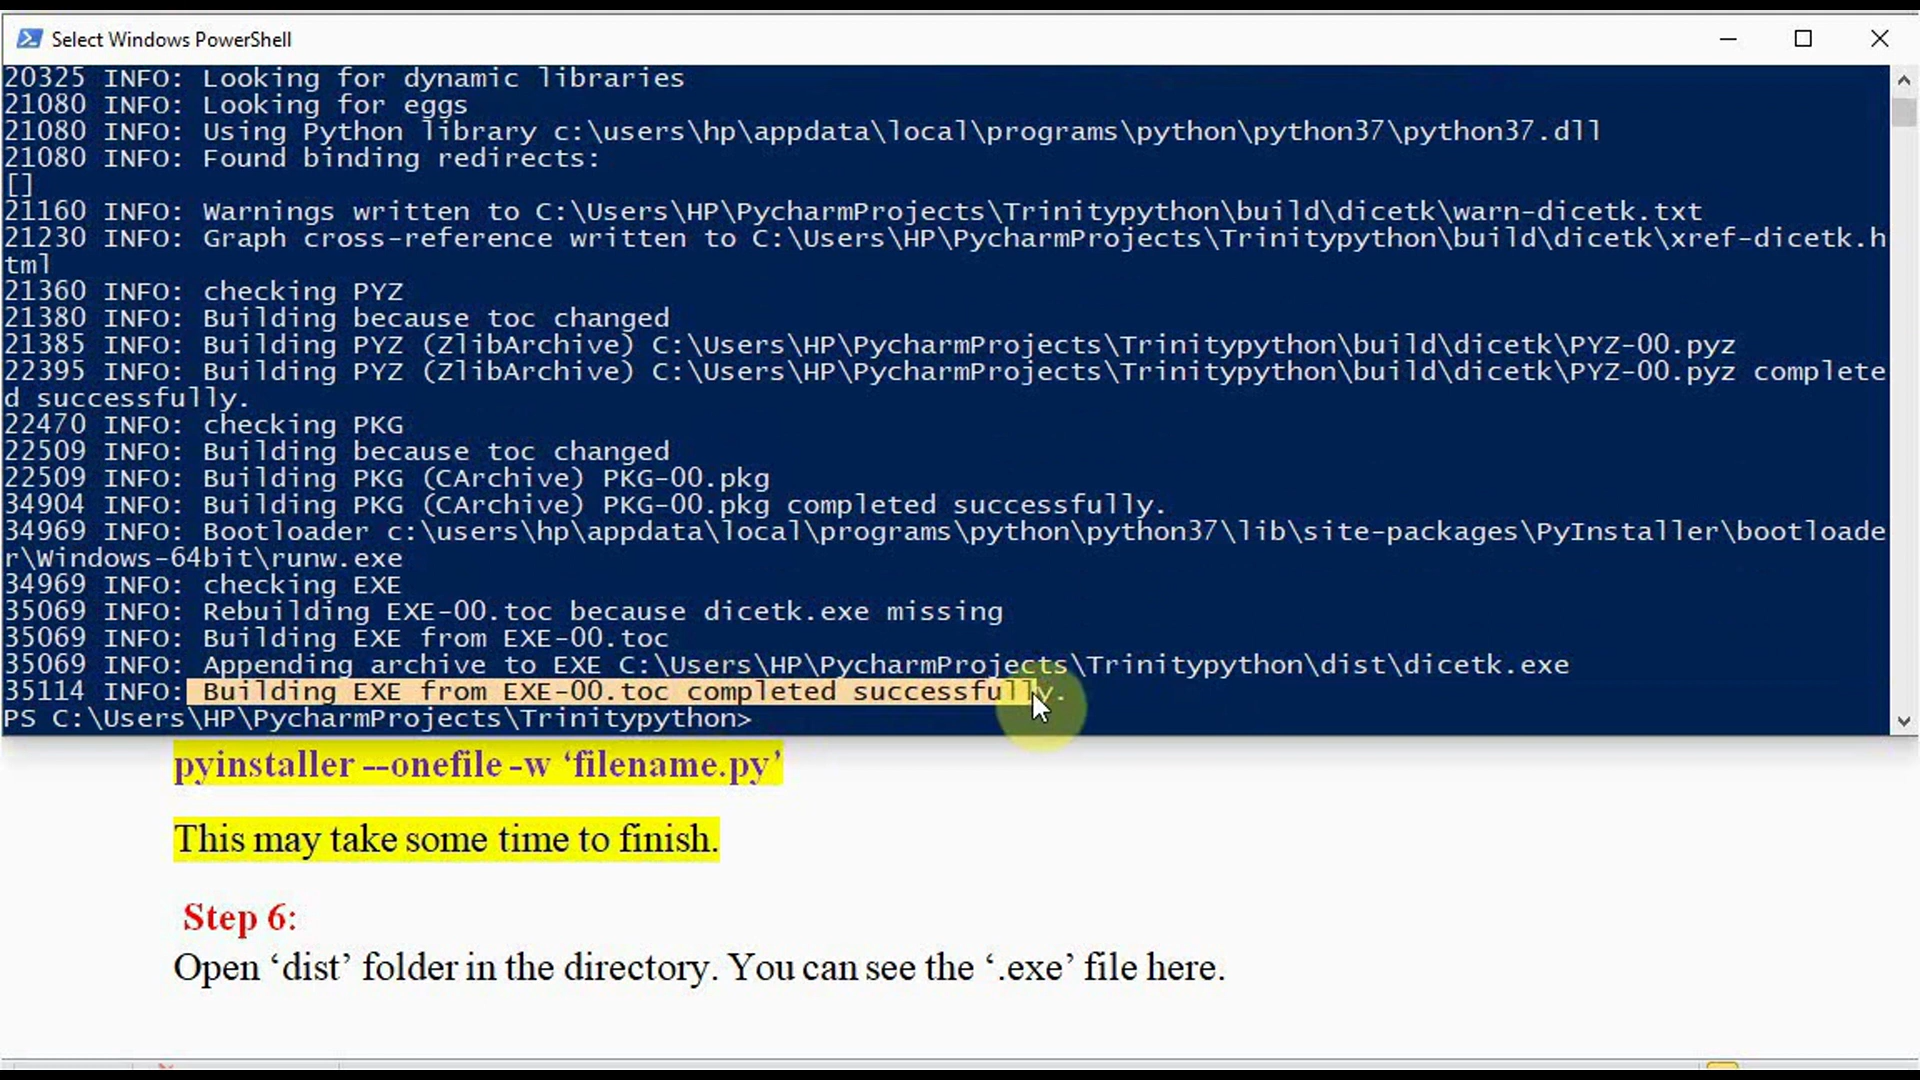 Select Windows PowerShell
20325 INFO: Looking for dynamic libraries
21080 INFO: Looking for eggs
21080 INFO: Using Python library c:\users\hp\appdata\local\programs\python\python37\python37.dll
21080 INFO: Found binding redirects:
[]
21160 INFO: Warnings written to C:\Users\HP\PycharmProjects\Trinitypython\build\dicetk\warn-dicetk.txt
21230 INFO: Graph cross-reference written to C:\Users\HP\PycharmProjects\Trinitypython\build\dicetk\xref-dicetk.h
tml
21360 INFO: checking PYZ
21380 INFO: Building because toc changed
21385 INFO: Building PYZ (ZlibArchive) C:\Users\HP\PycharmProjects\Trinitypython\build\dicetk\PYZ-00.pyz
22395 INFO: Building PYZ (ZlibArchive) C:\Users\HP\PycharmProjects\Trinitypython\build\dicetk\PYZ-00.pyz complete
d successfully.
22470 INFO: checking PKG
22509 INFO: Building because toc changed
22509 INFO: Building PKG (CArchive) PKG-00.pkg
34904 INFO: Building PKG (CArchive) PKG-00.pkg completed successfully.
34969 INFO: Bootloader c:\users\hp\appdata\local\programs\python\python37\lib\site-packages\PyInstaller\bootloade
r\Windows-64bit\runw.exe
34969 INFO: checking EXE
35069 INFO: Rebuilding EXE-00.toc because dicetk.exe missing
35069 INFO: Building EXE from EXE-00.toc
35069 INFO: Appending archive to EXE C:\Users\HP\PycharmProjects\Trinitypython\dist\dicetk.exe
35114 INFO: Building EXE from EXE-00.toc completed successfully.
PS C:\Users\HP\PycharmProjects\Trinitypython>
pyinstaller --onefile -w ‘filename.py’
This may take some time to finish.
Step 6:
Open ‘dist’ folder in the directory. You can see the ‘.exe’ file here.